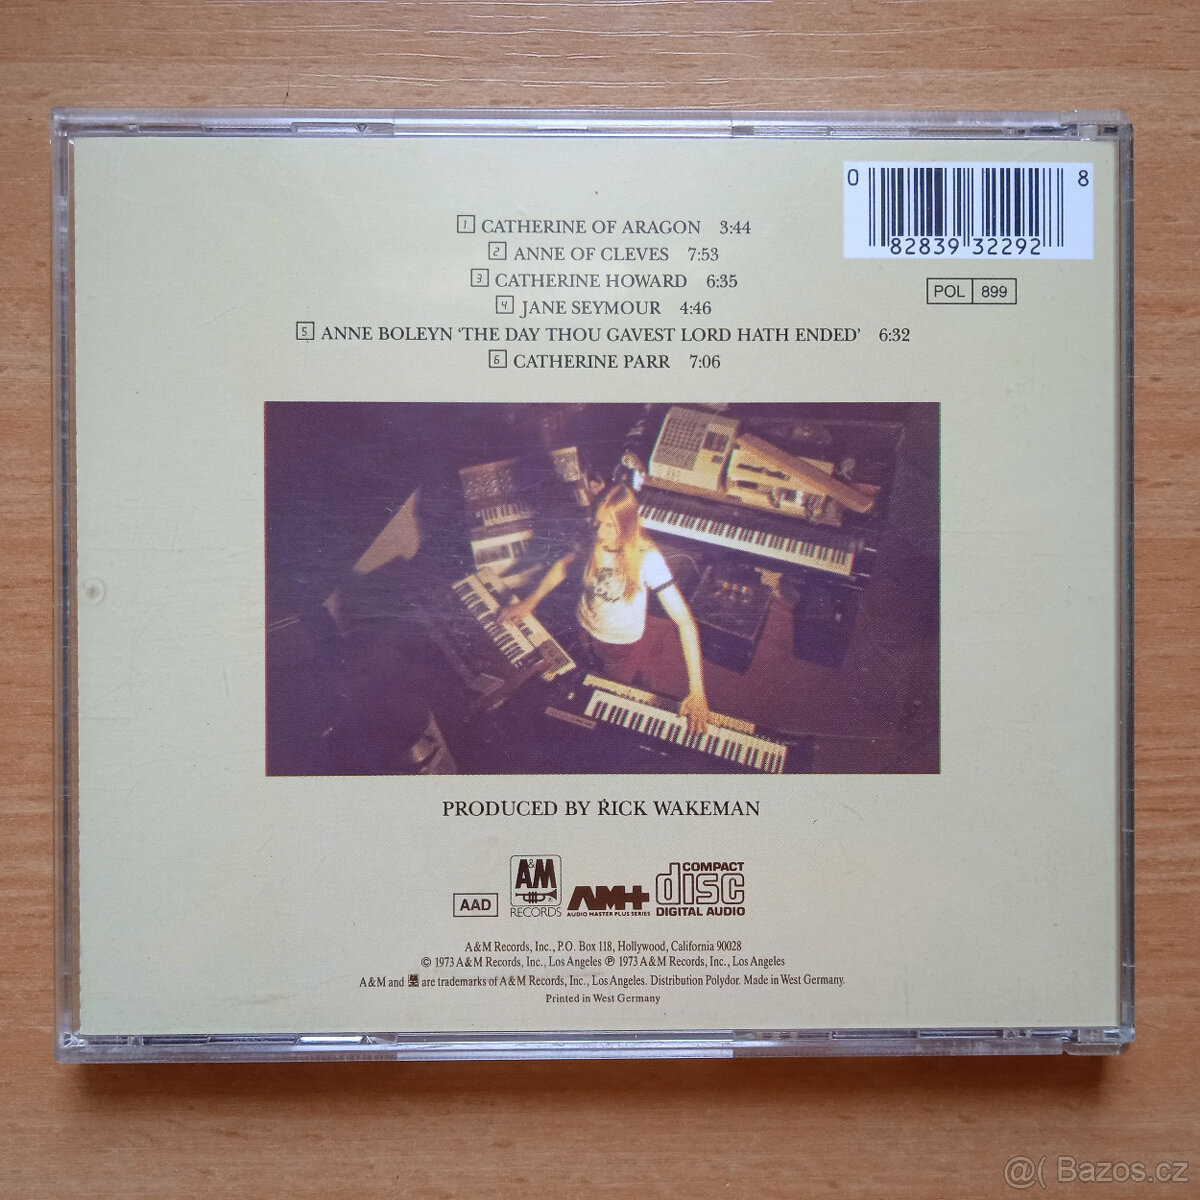 1 CATHERINE OF ARAGON 3:44
2 ANNE OF CLEVES 7:53
3 CATHERINE HOWARD 6:35
4 JANE SEYMOUR 4:46
5 ANNE BOLEYN ‘THE DAY THOU GAVEST LORD HATH ENDED’ 6:32
6 CATHERINE PARR 7:06
0 82839 32292 8
POL 899
PRODUCED BY RICK WAKEMAN
AAD
A&M
RECORDS
AM+
AUDIO MASTER PLUS SERIES
COMPACT
disc
DIGITAL AUDIO
A&M Records, Inc., P.O. Box 118, Hollywood, California 90028
© 1973 A&M Records, Inc., Los Angeles ℗ 1973 A&M Records, Inc., Los Angeles
A&M and are trademarks of A&M Records, Inc., Los Angeles. Distribution Polydor. Made in West Germany.
Printed in West Germany
@( Bazos.cz